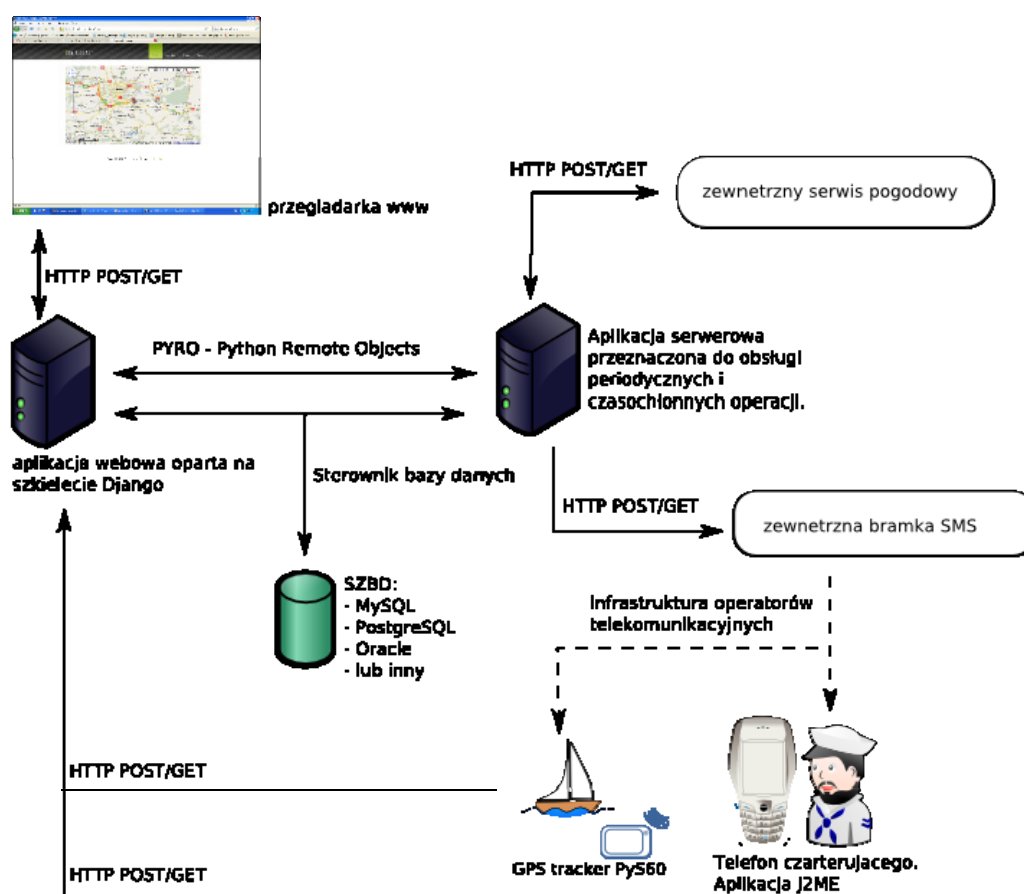 przegladarka www
HTTP POST/GET
zewnetrzny serwis pogodowy
HTTP POST/GET
PYRO - Python Remote Objects
Aplikacja serwerowa
przeznaczona do obsługi
periodycznych i
czasochłonnych operacji.
aplikacja webowa oparta na
szkielecie Django
Sterownik bazy danych
HTTP POST/GET
zewnetrzna bramka SMS
SZBD:
- MySQL
- PostgreSQL
- Oracle
- lub inny
Infrastruktura operatorów
telekomunikacyjnych
HTTP POST/GET
GPS tracker PyS60
Telefon czarterujacego.
Aplikacja J2ME
HTTP POST/GET